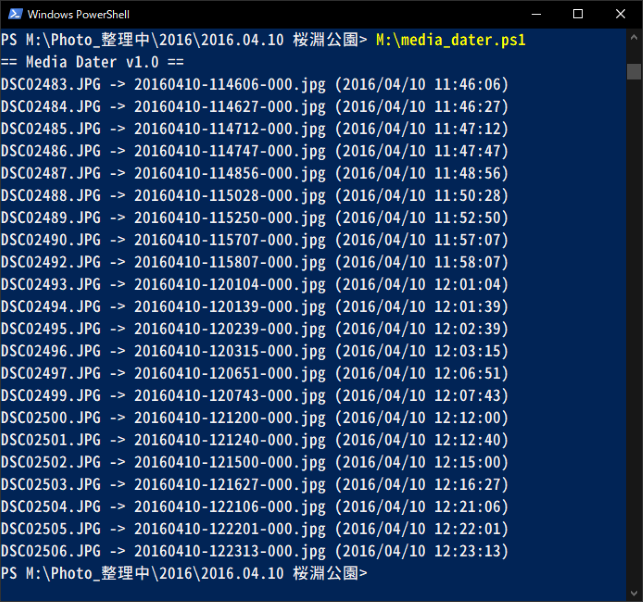 Windows PowerShell
PS M:\Photo_整理中\2016\2016.04.10 桜淵公園> M:\media_dater.ps1
== Media Dater v1.0 ==
DSC02483.JPG -> 20160410-114606-000.jpg (2016/04/10 11:46:06)
DSC02484.JPG -> 20160410-114627-000.jpg (2016/04/10 11:46:27)
DSC02485.JPG -> 20160410-114712-000.jpg (2016/04/10 11:47:12)
DSC02486.JPG -> 20160410-114747-000.jpg (2016/04/10 11:47:47)
DSC02487.JPG -> 20160410-114856-000.jpg (2016/04/10 11:48:56)
DSC02488.JPG -> 20160410-115028-000.jpg (2016/04/10 11:50:28)
DSC02489.JPG -> 20160410-115250-000.jpg (2016/04/10 11:52:50)
DSC02490.JPG -> 20160410-115707-000.jpg (2016/04/10 11:57:07)
DSC02492.JPG -> 20160410-115807-000.jpg (2016/04/10 11:58:07)
DSC02493.JPG -> 20160410-120104-000.jpg (2016/04/10 12:01:04)
DSC02494.JPG -> 20160410-120139-000.jpg (2016/04/10 12:01:39)
DSC02495.JPG -> 20160410-120239-000.jpg (2016/04/10 12:02:39)
DSC02496.JPG -> 20160410-120315-000.jpg (2016/04/10 12:03:15)
DSC02497.JPG -> 20160410-120651-000.jpg (2016/04/10 12:06:51)
DSC02499.JPG -> 20160410-120743-000.jpg (2016/04/10 12:07:43)
DSC02500.JPG -> 20160410-121200-000.jpg (2016/04/10 12:12:00)
DSC02501.JPG -> 20160410-121240-000.jpg (2016/04/10 12:12:40)
DSC02502.JPG -> 20160410-121500-000.jpg (2016/04/10 12:15:00)
DSC02503.JPG -> 20160410-121627-000.jpg (2016/04/10 12:16:27)
DSC02504.JPG -> 20160410-122106-000.jpg (2016/04/10 12:21:06)
DSC02505.JPG -> 20160410-122201-000.jpg (2016/04/10 12:22:01)
DSC02506.JPG -> 20160410-122313-000.jpg (2016/04/10 12:23:13)
PS M:\Photo_整理中\2016\2016.04.10 桜淵公園>